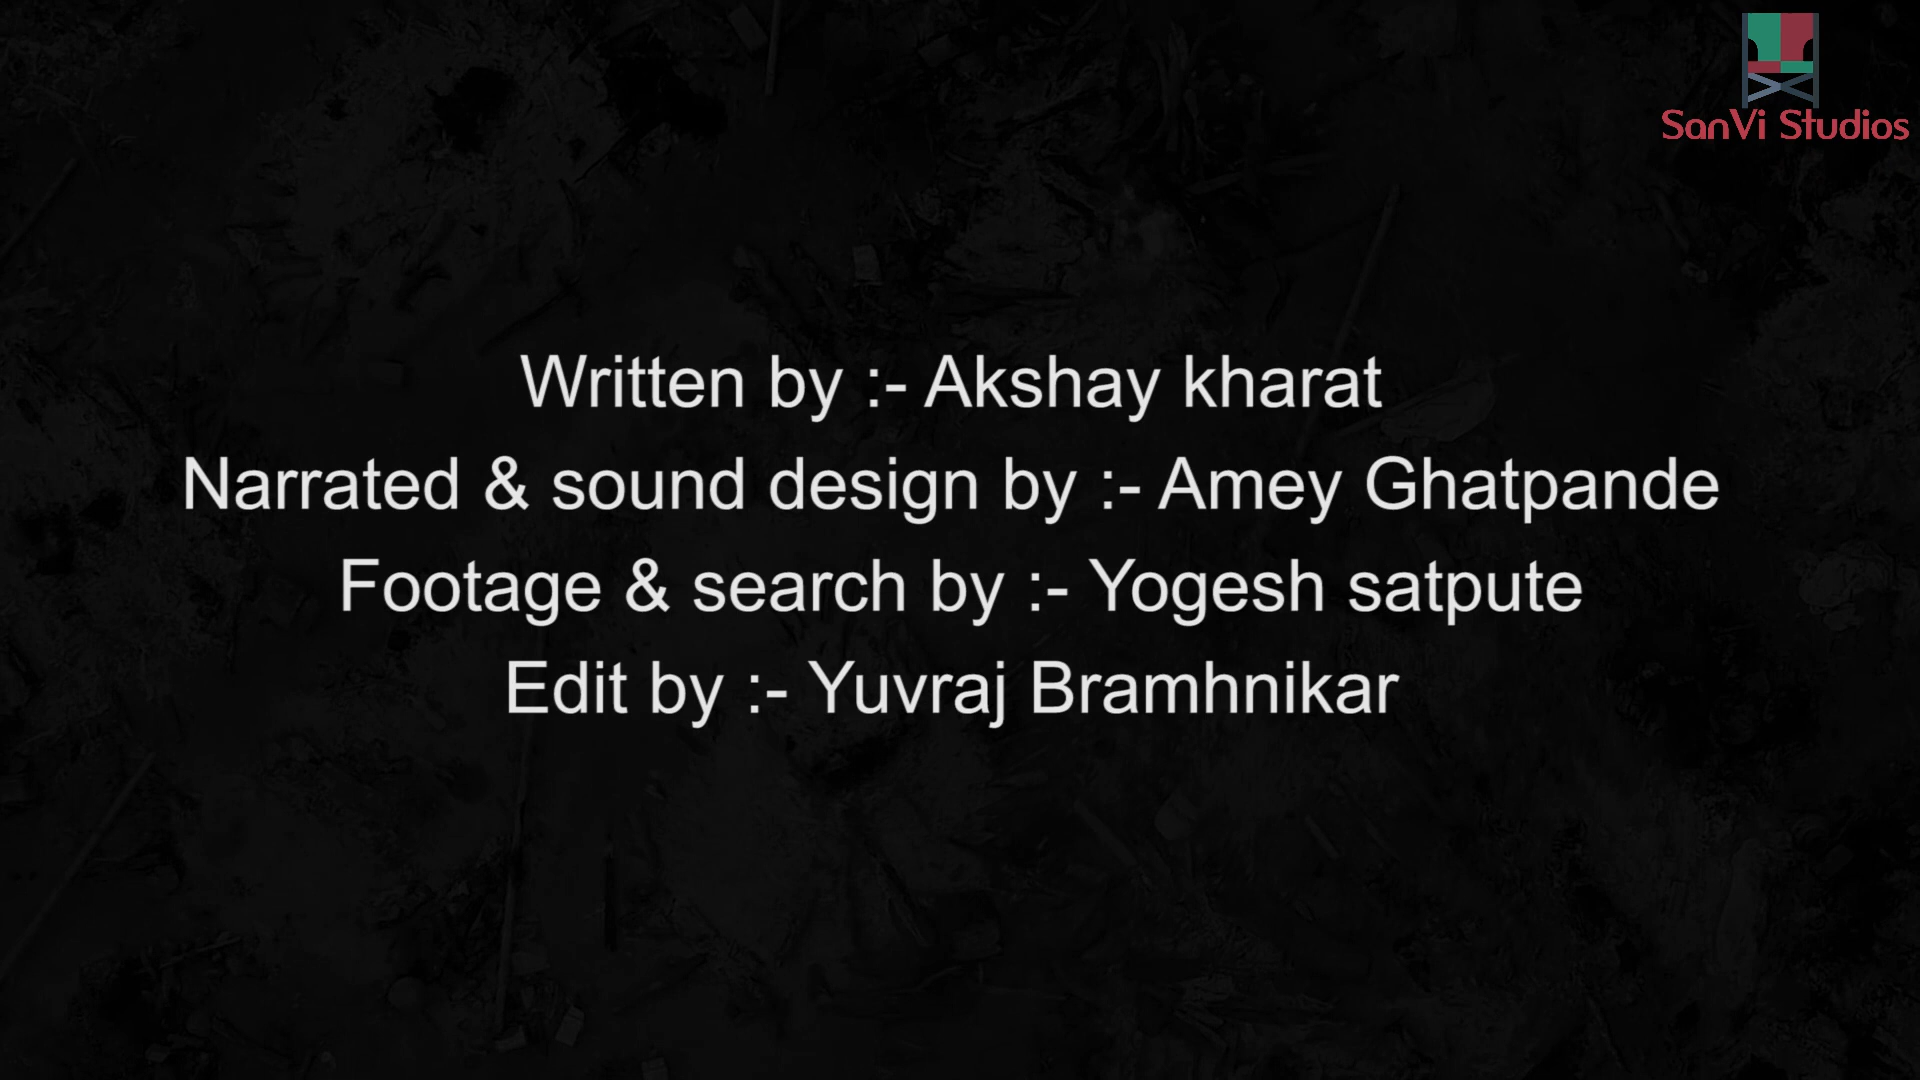 SanVi Studios
Written by :- Akshay kharat
Narrated & sound design by :- Amey Ghatpande
Footage & search by :- Yogesh satpute
Edit by :- Yuvraj Bramhnikar